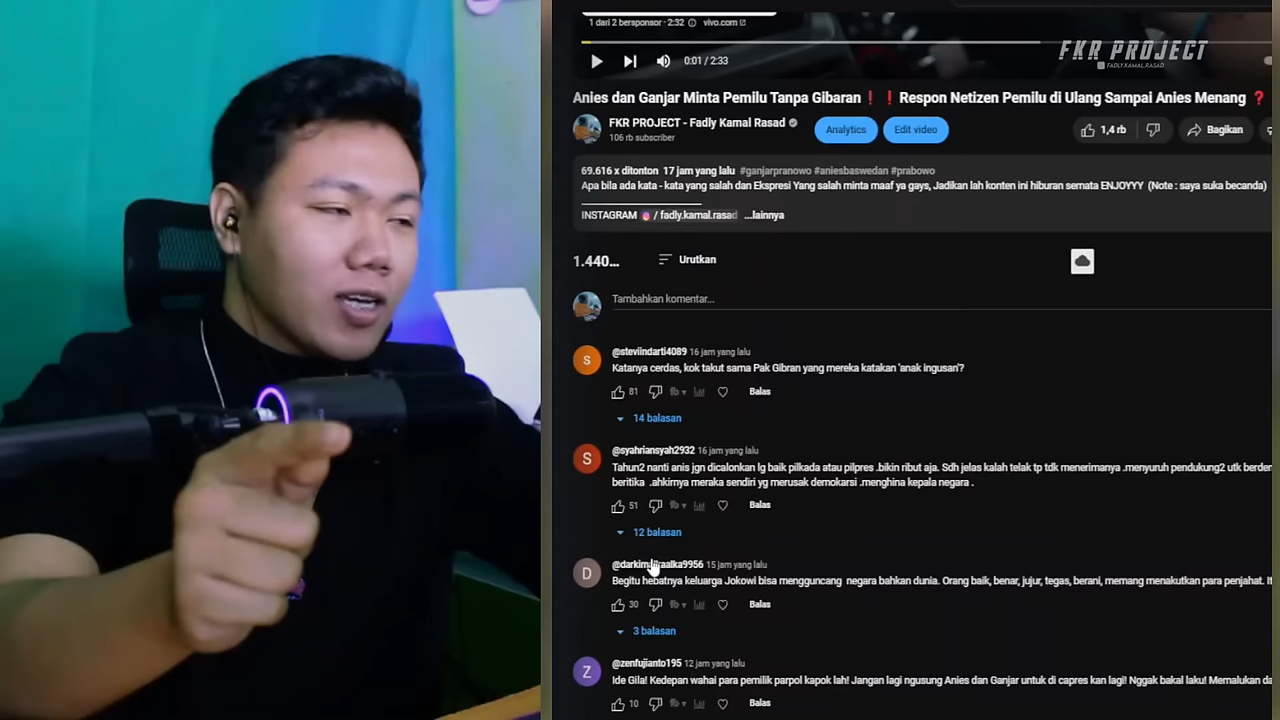 1 dari 2 bersponsor · 2:32 vivo.com
0:01 / 2:33
FKR PROJECT
FADLY.KAMAL.RASAD
Anies dan Ganjar Minta Pemilu Tanpa Gibaran❗❗Respon Netizen Pemilu di Ulang Sampai Anies Menang ❓
FKR PROJECT - Fadly Kamal Rasad
106 rb subscriber
Analytics
Edit video
1,4 rb
Bagikan
69.616 x ditonton 17 jam yang lalu #ganjarpranowo #aniesbaswedan #prabowo
Apa bila ada kata - kata yang salah dan Ekspresi Yang salah minta maaf ya gays, Jadikan lah konten ini hiburan semata ENJOYYY (Note : saya suka becanda)
INSTAGRAM / fadly.kamal.rasad ...lainnya
1.440...
Urutkan
Tambahkan komentar...
S
@steviindarti4089 16 jam yang lalu
Katanya cerdas, kok takut sama Pak Gibran yang mereka katakan 'anak ingusan'?
81
Balas
14 balasan
S
@syahriansyah2932 16 jam yang lalu
Tahun2 nanti anis jgn dicalonkan lg baik pilkada atau pilpres .bikin ribut aja. Sdh jelas kalah telak tp tdk menerimanya .menyuruh pendukung2 utk berdem
beritika .ahkirnya meraka sendiri yg merusak demokarsi .menghina kepala negara .
51
Balas
12 balasan
D
15 jam yang lalu
Begitu hebatnya keluarga Jokowi bisa mengguncang negara bahkan dunia. Orang baik, benar, jujur, tegas, berani, memang menakutkan para penjahat.
30
Balas
3 balasan
Z
@zenfujianto195 12 jam yang lalu
Ide Gila! Kedepan wahai para pemilik parpol kapok lah! Jangan lagi ngusung Anies dan Ganjar untuk di capres kan lagi! Nggak bakal laku! Memalukan
10
Balas